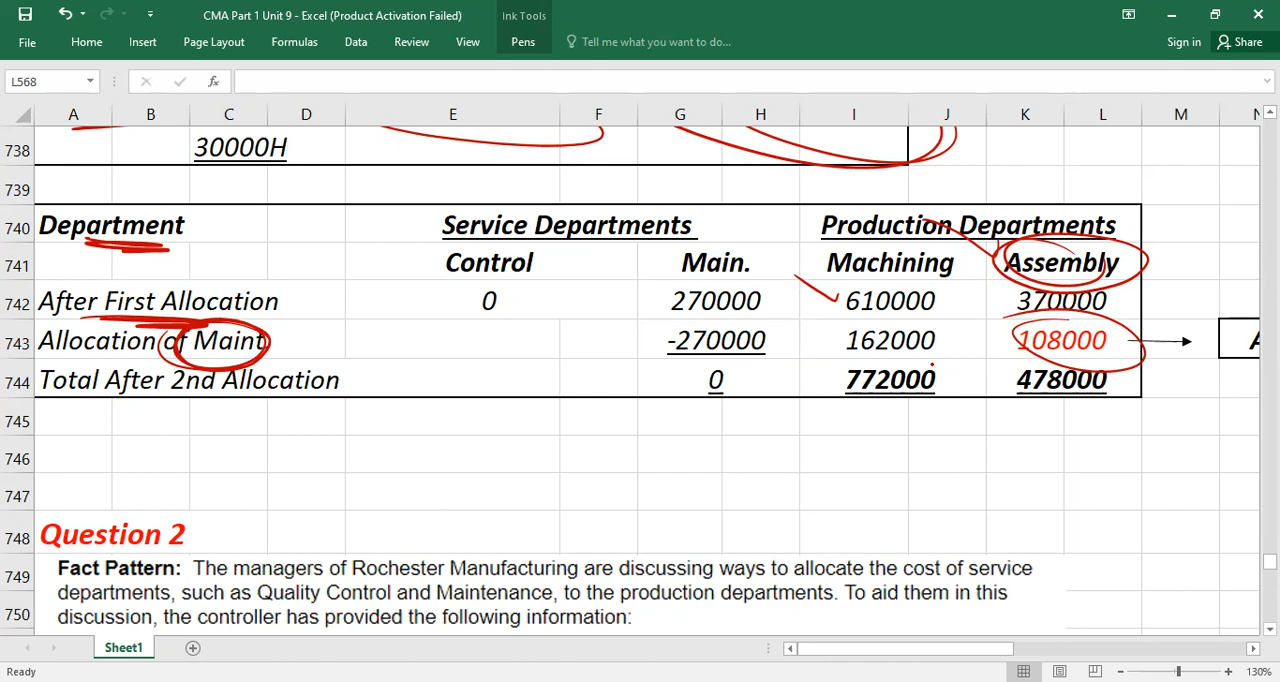 CMA Part 1 Unit 9 - Excel (Product Activation Failed)
Ink Tools
File Home Insert Page Layout Formulas Data Review View Pens Tell me what you want to do... Sign in Share
L568 fx
A B C D E F G H I J K L M N
738 30000H
739
740 Department Service Departments Production Departments
741 Control Main. Machining Assembly
742 After First Allocation 0 270000 610000 370000
743 Allocation of Maint -270000 162000 108000 A
744 Total After 2nd Allocation 0 772000 478000
745
746
747
748 Question 2
749 Fact Pattern: The managers of Rochester Manufacturing are discussing ways to allocate the cost of service
750 departments, such as Quality Control and Maintenance, to the production departments. To aid them in this
discussion, the controller has provided the following information:
Sheet1
Ready 130%